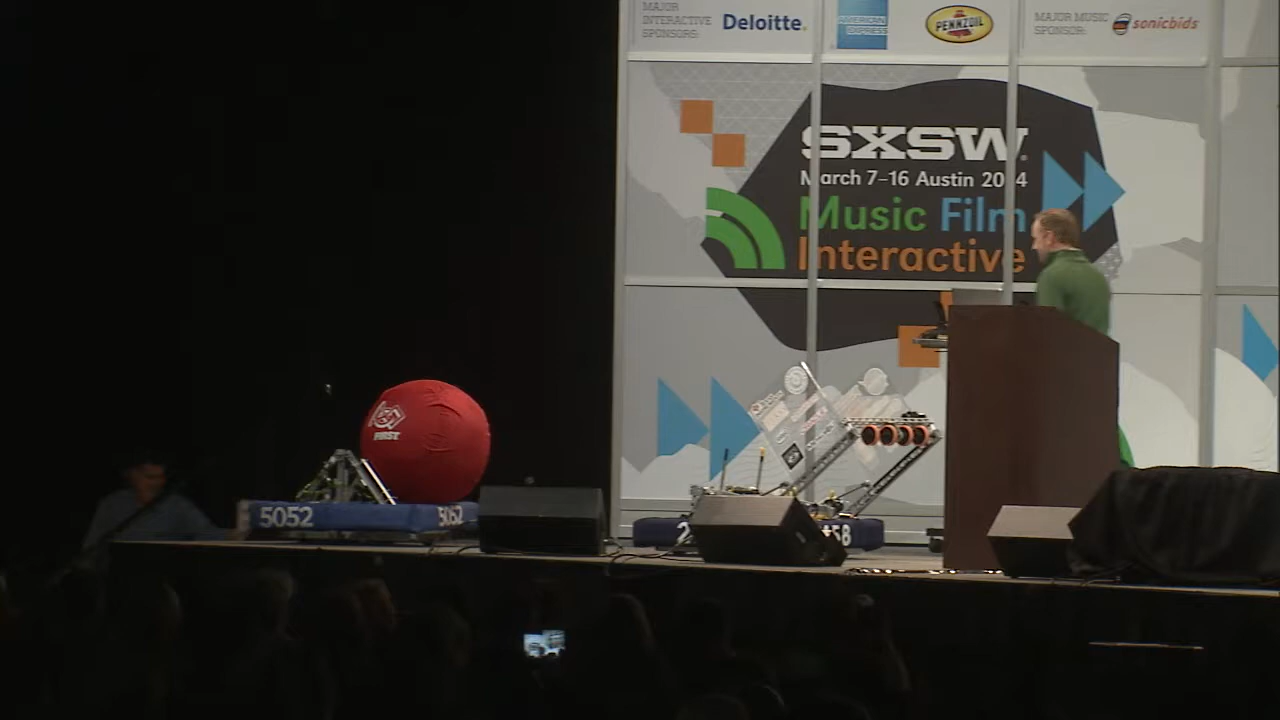 MAJOR
INTERACTIVE
SPONSORS:
Deloitte.
AMERICAN
EXPRESS
PENNZOIL
MAJOR MUSIC
SPONSOR:
sonicbids
SXSW.
March 7-16 Austin 2014
Music Film
Interactive
FIRST
5052
5052
2
58